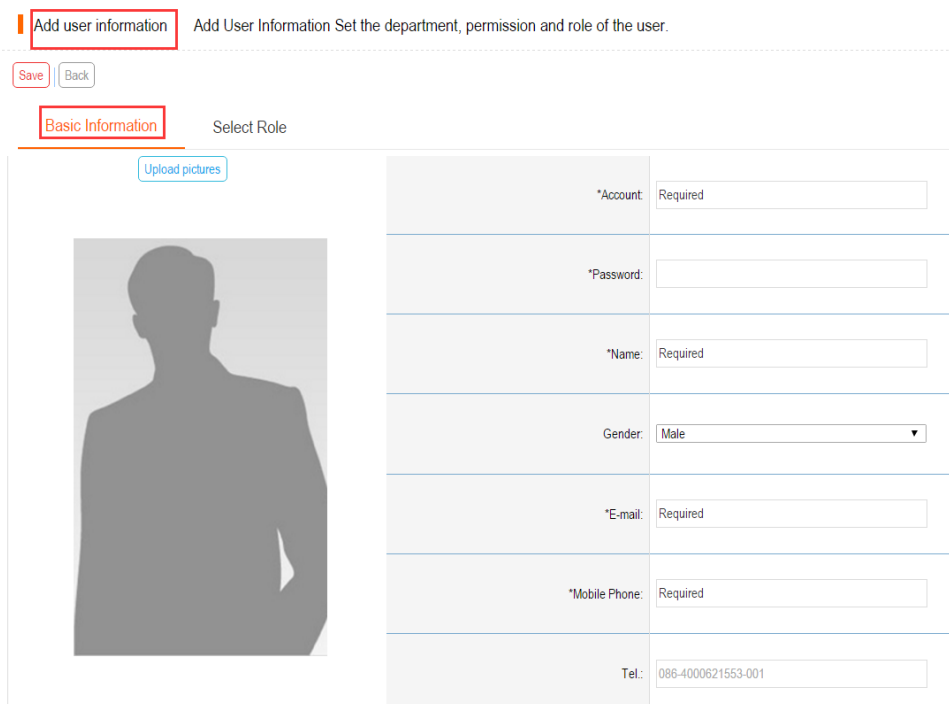 Add user information Add User Information Set the department, permission and role of the user.
Save Back
Basic Information Select Role
Upload pictures
*Account: Required
*Password:
*Name: Required
Gender: Male
*E-mail: Required
*Mobile Phone: Required
Tel.: 086-4000621553-001